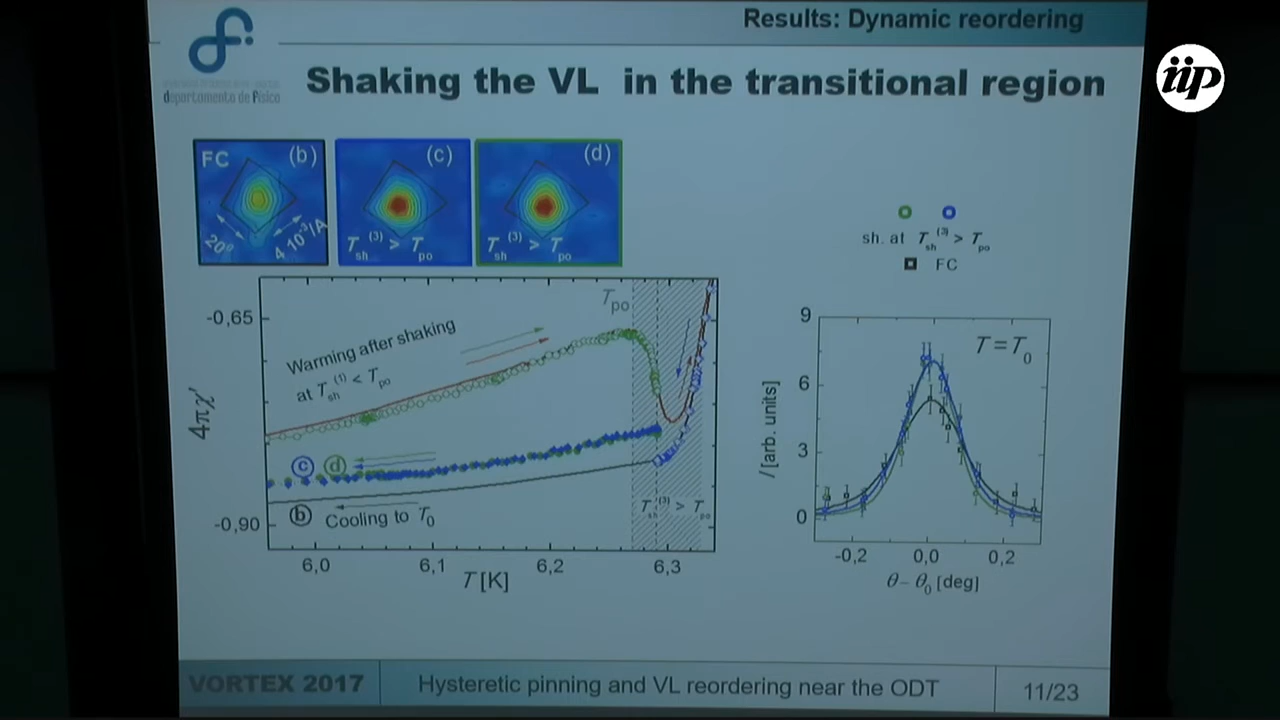 Results: Dynamic reordering
iip
departamento de física
Shaking the VL in the transitional region
FC (b)
20º
4 10⁻³/A
(c)
T_sh^(3) > T_po
(d)
T_sh^(3) > T_po
sh. at T_sh^(3) > T_po
FC
4πχ'
-0,65
-0,90
T_po
Warming after shaking
at T_sh^(1) < T_po
c d
b Cooling to T_0
T_sh^(3) > T_po
6,0 6,1 6,2 6,3
T [K]
I [arb. units]
9
6
3
0
T = T_0
-0,2 0,0 0,2
θ – θ_0 [deg]
VORTEX 2017
Hysteretic pinning and VL reordering near the ODT
11/23